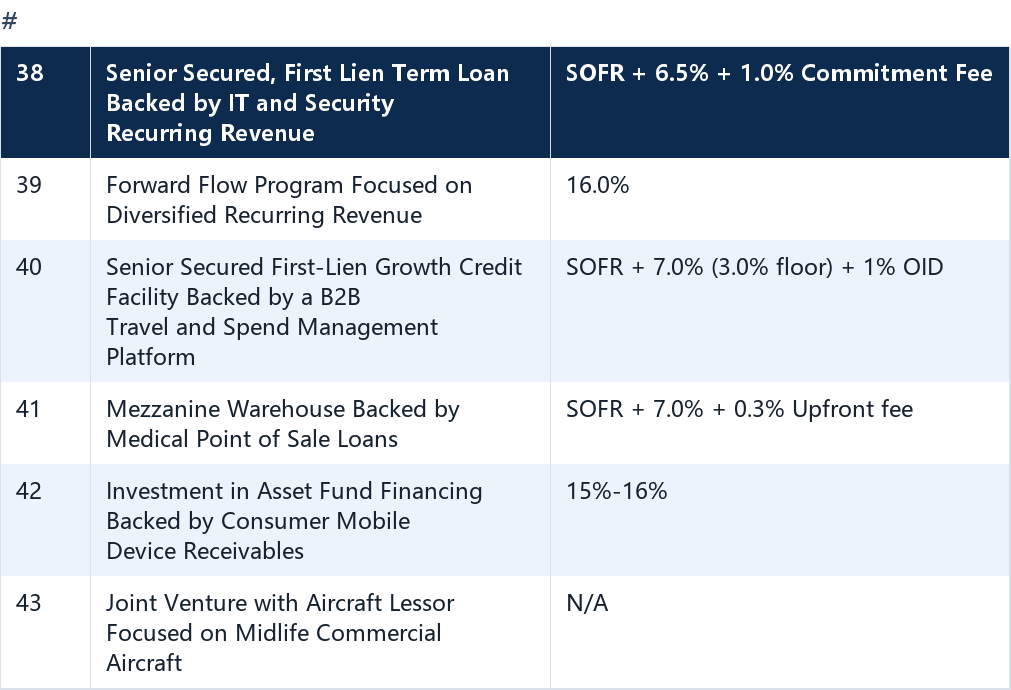 #
38
Senior Secured, First Lien Term Loan
Backed by IT and Security
Recurring Revenue
SOFR + 6.5% + 1.0% Commitment Fee
39
Forward Flow Program Focused on
Diversified Recurring Revenue
16.0%
40
Senior Secured First-Lien Growth Credit
Facility Backed by a B2B
Travel and Spend Management
Platform
SOFR + 7.0% (3.0% floor) + 1% OID
41
Mezzanine Warehouse Backed by
Medical Point of Sale Loans
SOFR + 7.0% + 0.3% Upfront fee
42
Investment in Asset Fund Financing
Backed by Consumer Mobile
Device Receivables
15%-16%
43
Joint Venture with Aircraft Lessor
Focused on Midlife Commercial
Aircraft
N/A